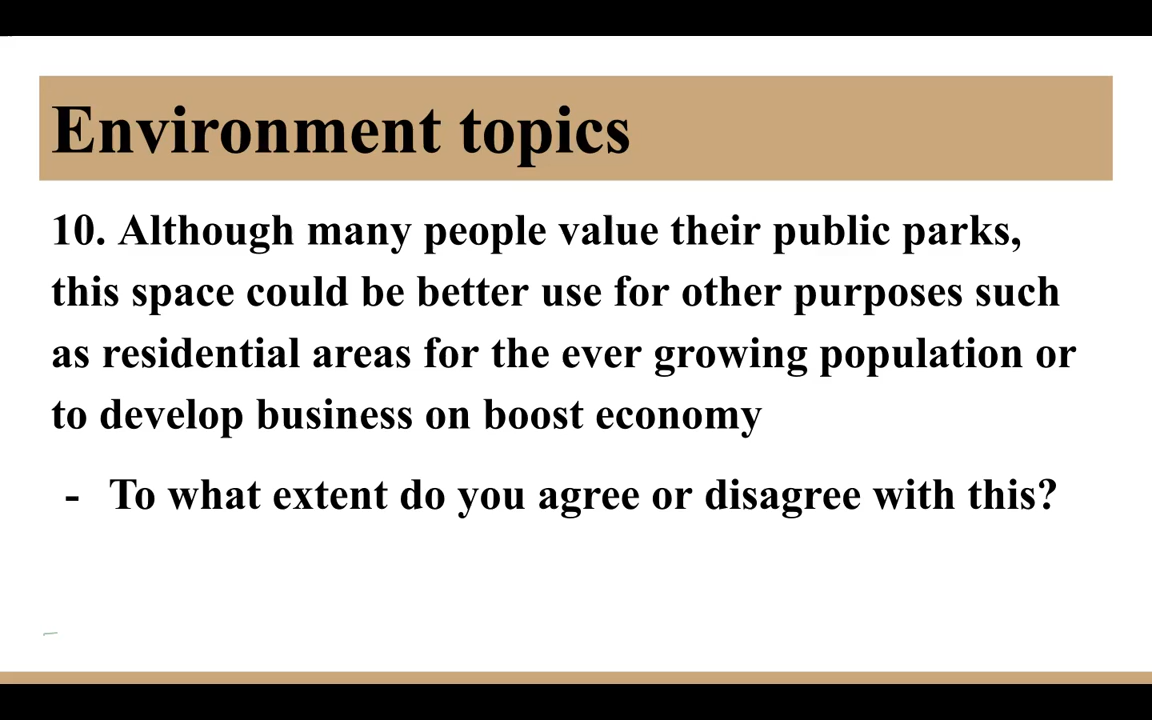 Environment topics
10. Although many people value their public parks,
this space could be better use for other purposes such
as residential areas for the ever growing population or
to develop business on boost economy
- To what extent do you agree or disagree with this?